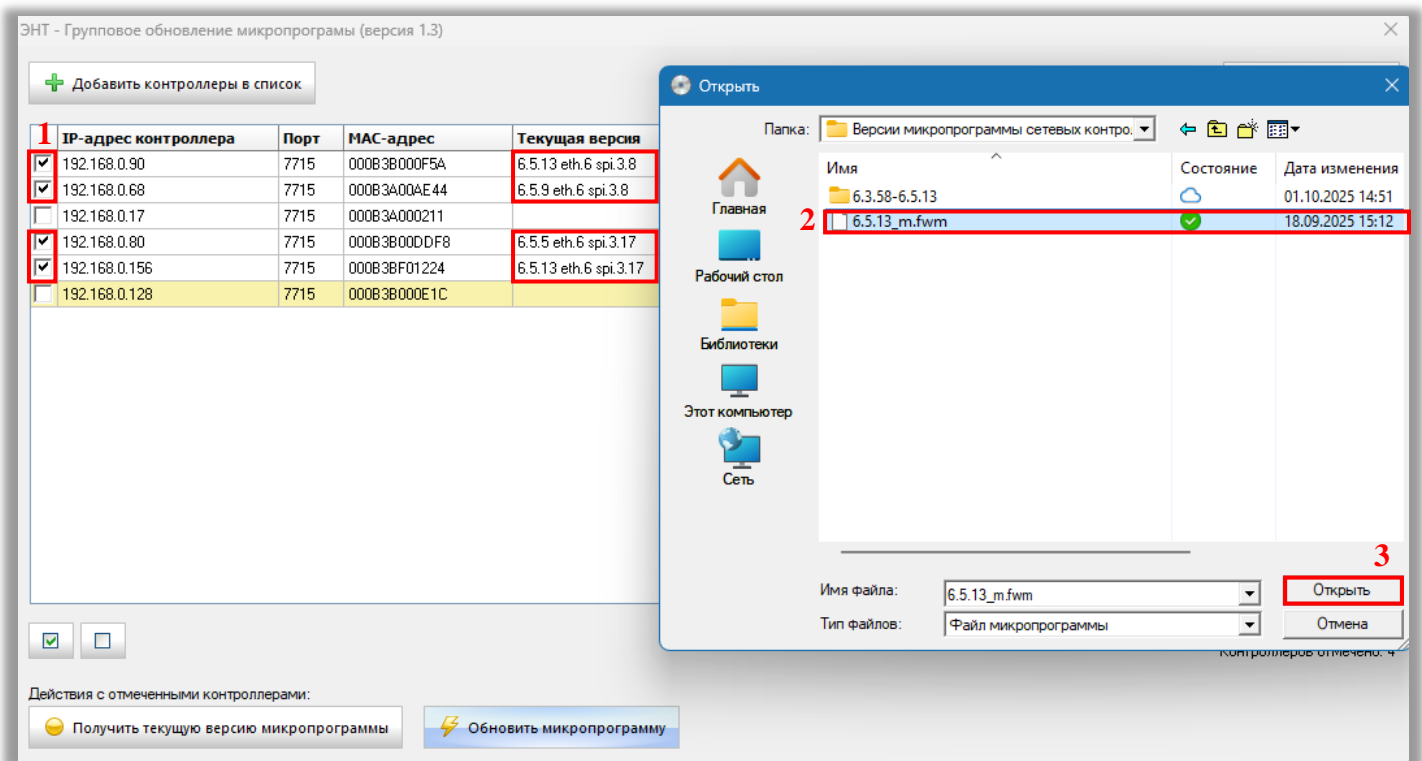 ЭНТ - Групповое обновление микропрограмы (версия 1.3)
Добавить контроллеры в список
1 IP-адрес контроллера Порт MAC-адрес Текущая версия
192.168.0.90 7715 000B3B000F5A 6.5.13 eth.6 spi.3.8
192.168.0.68 7715 000B3A00AE44 6.5.9 eth.6 spi.3.8
192.168.0.17 7715 000B3A000211
192.168.0.80 7715 000B3B00DDF8 6.5.5 eth.6 spi.3.17
192.168.0.156 7715 000B3BF01224 6.5.13 eth.6 spi.3.17
192.168.0.128 7715 000B3B000E1C
Открыть
Папка: Версии микропрограммы сетевых контро.
Главная
Рабочий стол
Библиотеки
Этот компьютер
Сеть
Имя Состояние Дата изменения
6.3.58-6.5.13 01.10.2025 14:51
2 6.5.13_m.fwm 18.09.2025 15:12
3
Имя файла: 6.5.13_m.fwm Открыть
Тип файлов: Файл микропрограммы Отмена
Контроллеров отмечено: 4
Действия с отмеченными контроллерами:
Получить текущую версию микропрограммы Обновить микропрограмму